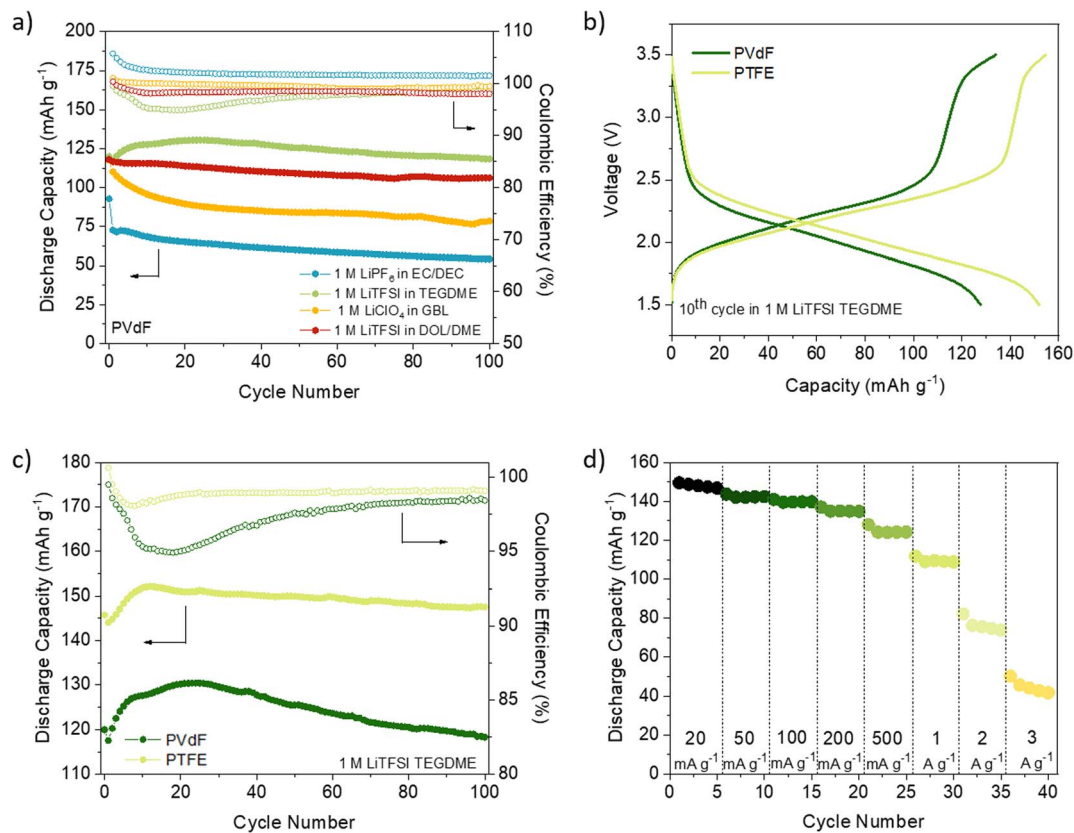 a)
200
175
150
125
100
75
50
25
0
Discharge Capacity (mAh g⁻¹)
110
100
90
80
70
60
50
Coulombic Efficiency (%)
1 M LiPF₆ in EC/DEC
1 M LiTFSI in TEGDME
1 M LiClO₄ in GBL
1 M LiTFSI in DOL/DME
PVdF
0 20 40 60 80 100
Cycle Number
b)
PVdF
PTFE
3.5
3.0
2.5
2.0
1.5
Voltage (V)
10th cycle in 1 M LiTFSI TEGDME
0 20 40 60 80 100 120 140 160
Capacity (mAh g⁻¹)
c)
180
170
160
150
140
130
120
110
Discharge Capacity (mAh g⁻¹)
100
95
90
85
80
Coulombic Efficiency (%)
PVdF
PTFE
1 M LiTFSI TEGDME
0 20 40 60 80 100
Cycle Number
d)
160
140
120
100
80
60
40
20
0
Discharge Capacity (mAh g⁻¹)
20 50 100 200 500 1 2 3
mA g⁻¹ mA g⁻¹ mA g⁻¹ mA g⁻¹ mA g⁻¹ A g⁻¹ A g⁻¹ A g⁻¹
0 5 10 15 20 25 30 35 40
Cycle Number